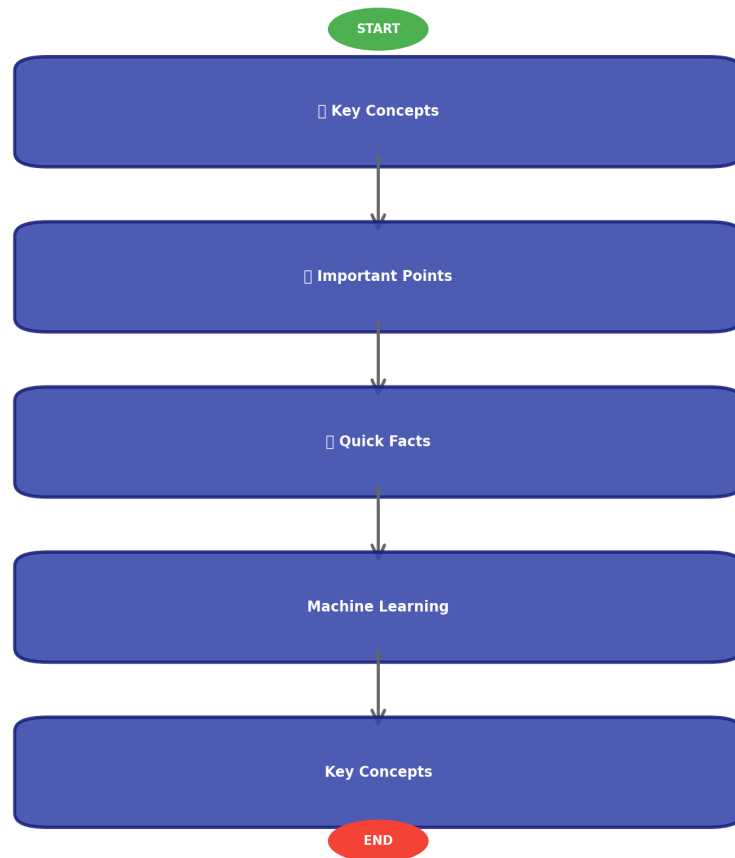 START
Key Concepts
Important Points
Quick Facts
Machine Learning
Key Concepts
END